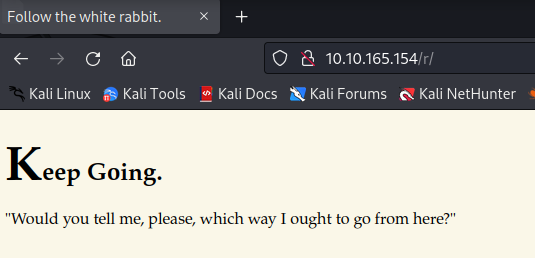 Follow the white rabbit.
10.10.165.154/r/
Kali Linux Kali Tools Kali Docs Kali Forums Kali NetHunter
Keep Going.
"Would you tell me, please, which way I ought to go from here?"